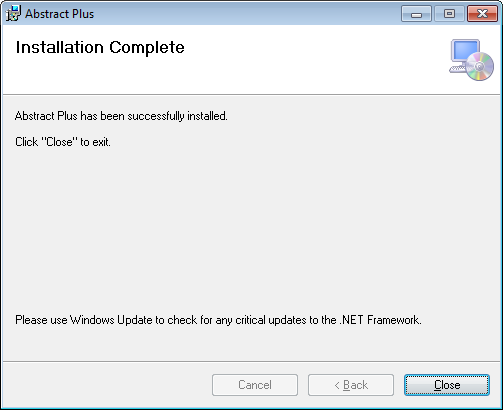 Abstract Plus
Installation Complete
Abstract Plus has been successfully installed.
Click "Close" to exit.
Please use Windows Update to check for any critical updates to the .NET Framework.
Cancel
< Back
Close